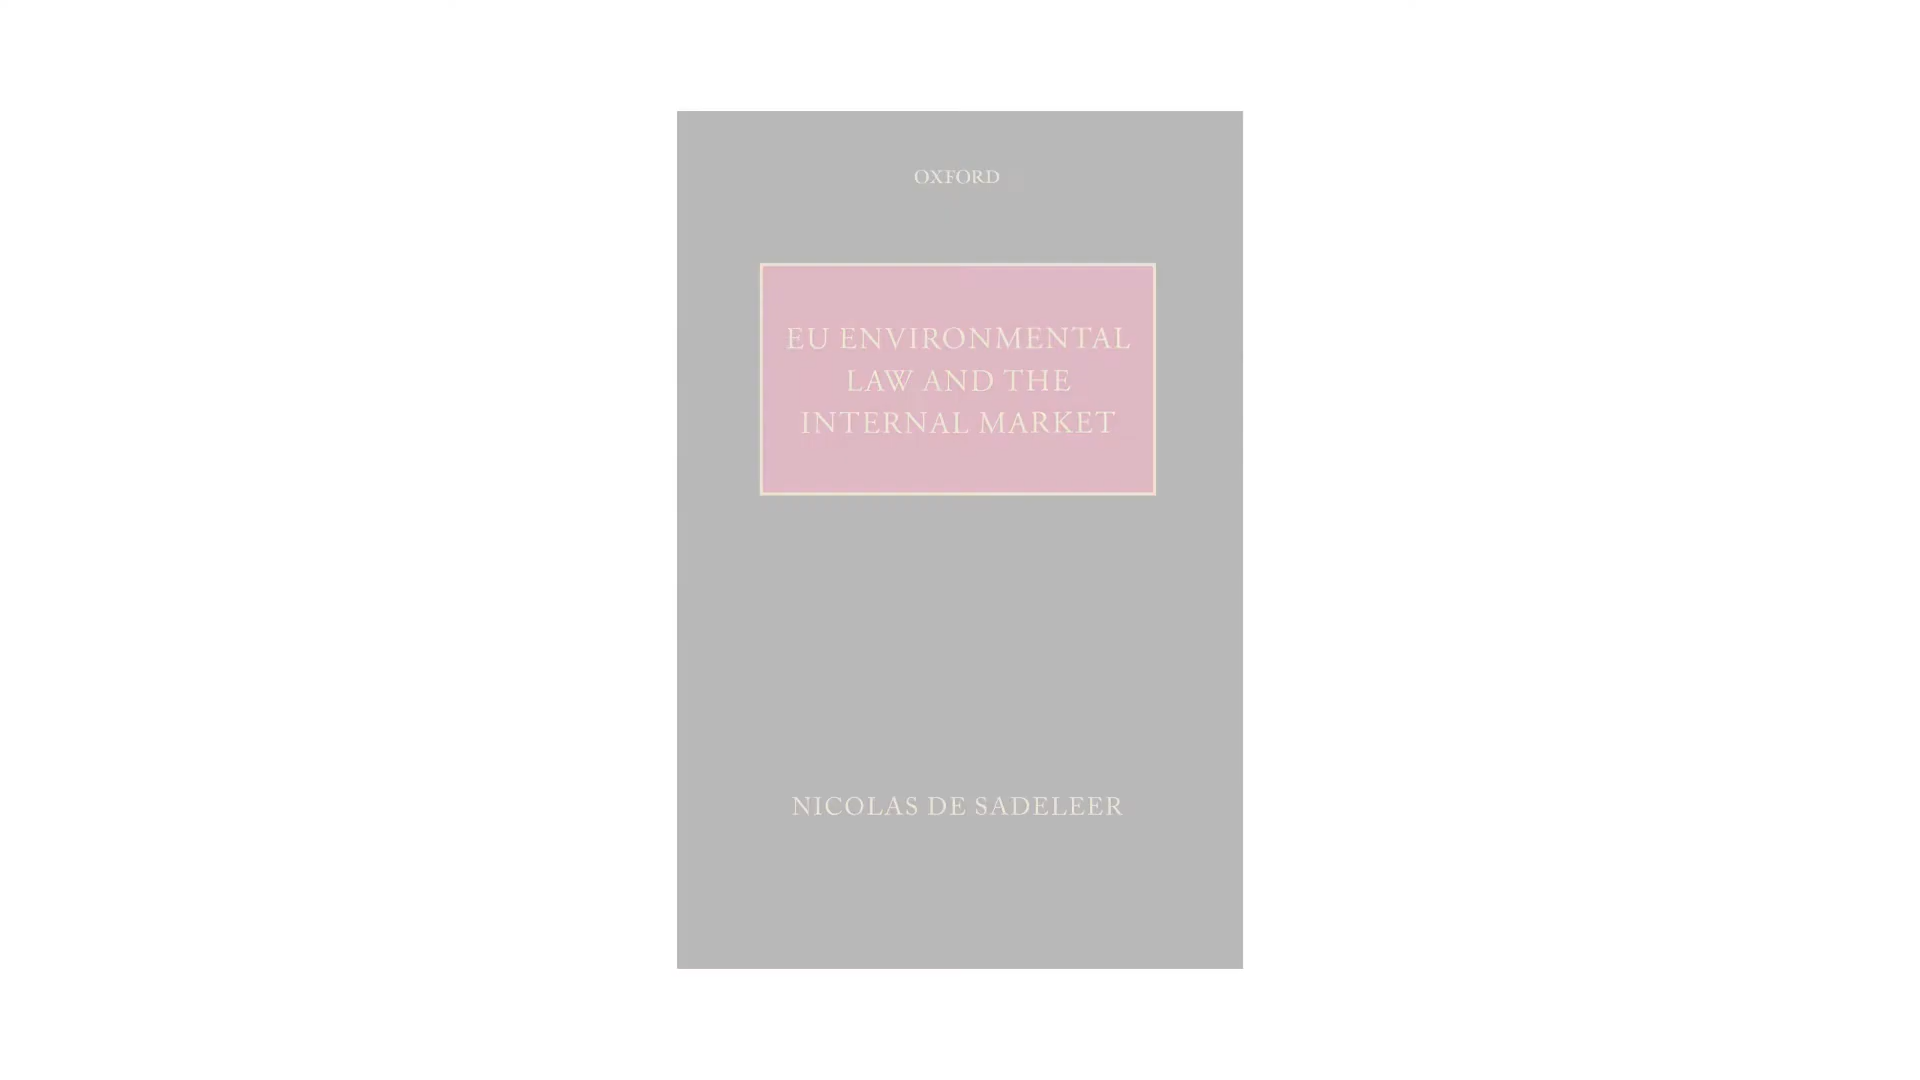 OXFORD
EU ENVIRONMENTAL
LAW AND THE
INTERNAL MARKET
NICOLAS DE SADELEER